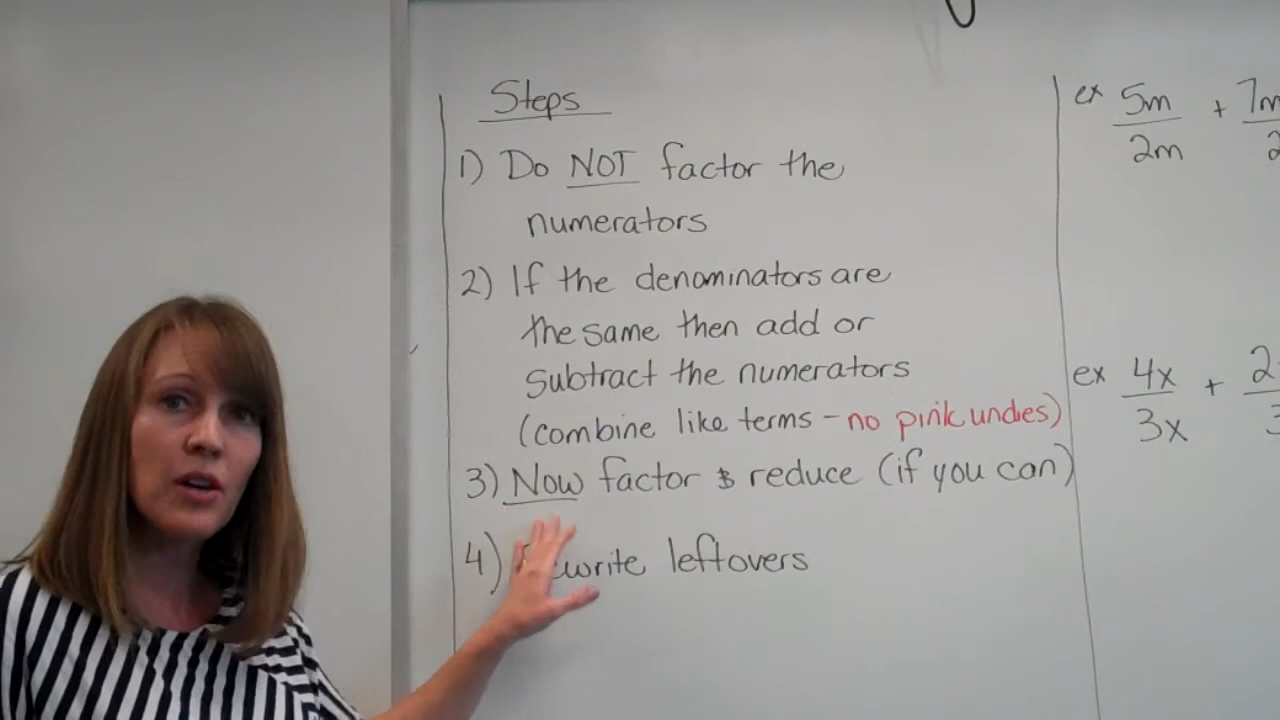 Steps
1) Do NOT factor the
numerators
2) If the denominators are
the same then add or
subtract the numerators
(combine like terms - no pink undies)
3) Now factor & reduce (if you can)
4) leftovers
ex 5m/2m + 7m
ex 4x/3x + 2